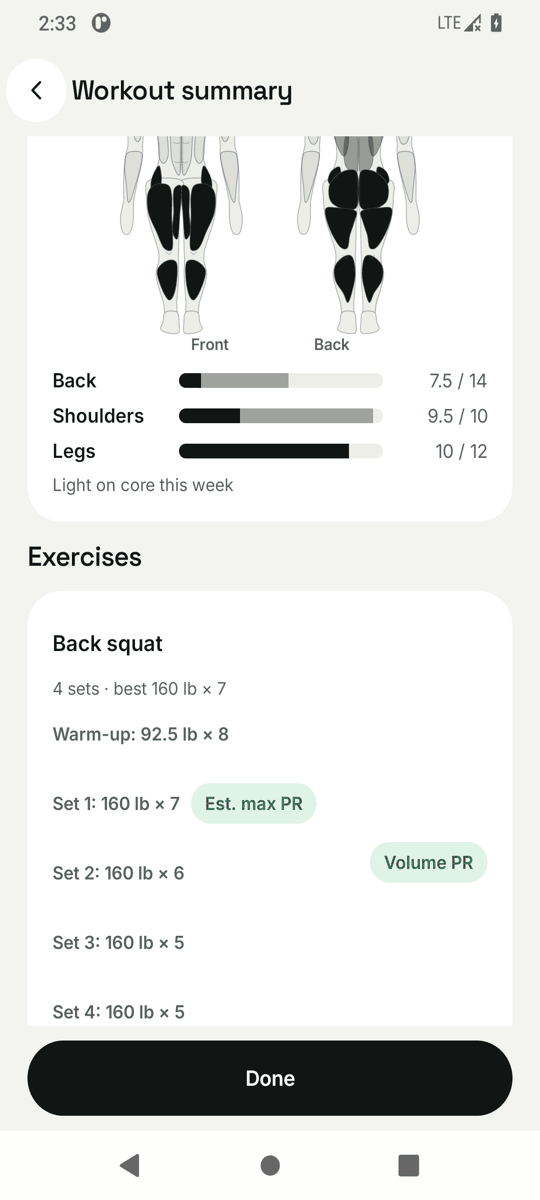 2:33
LTE
Workout summary
Front Back
Back 7.5 / 14
Shoulders 9.5 / 10
Legs 10 / 12
Light on core this week
Exercises
Back squat
4 sets · best 160 lb × 7
Warm-up: 92.5 lb × 8
Set 1: 160 lb × 7 Est. max PR
Volume PR
Set 2: 160 lb × 6
Set 3: 160 lb × 5
Set 4: 160 lb × 5
Done